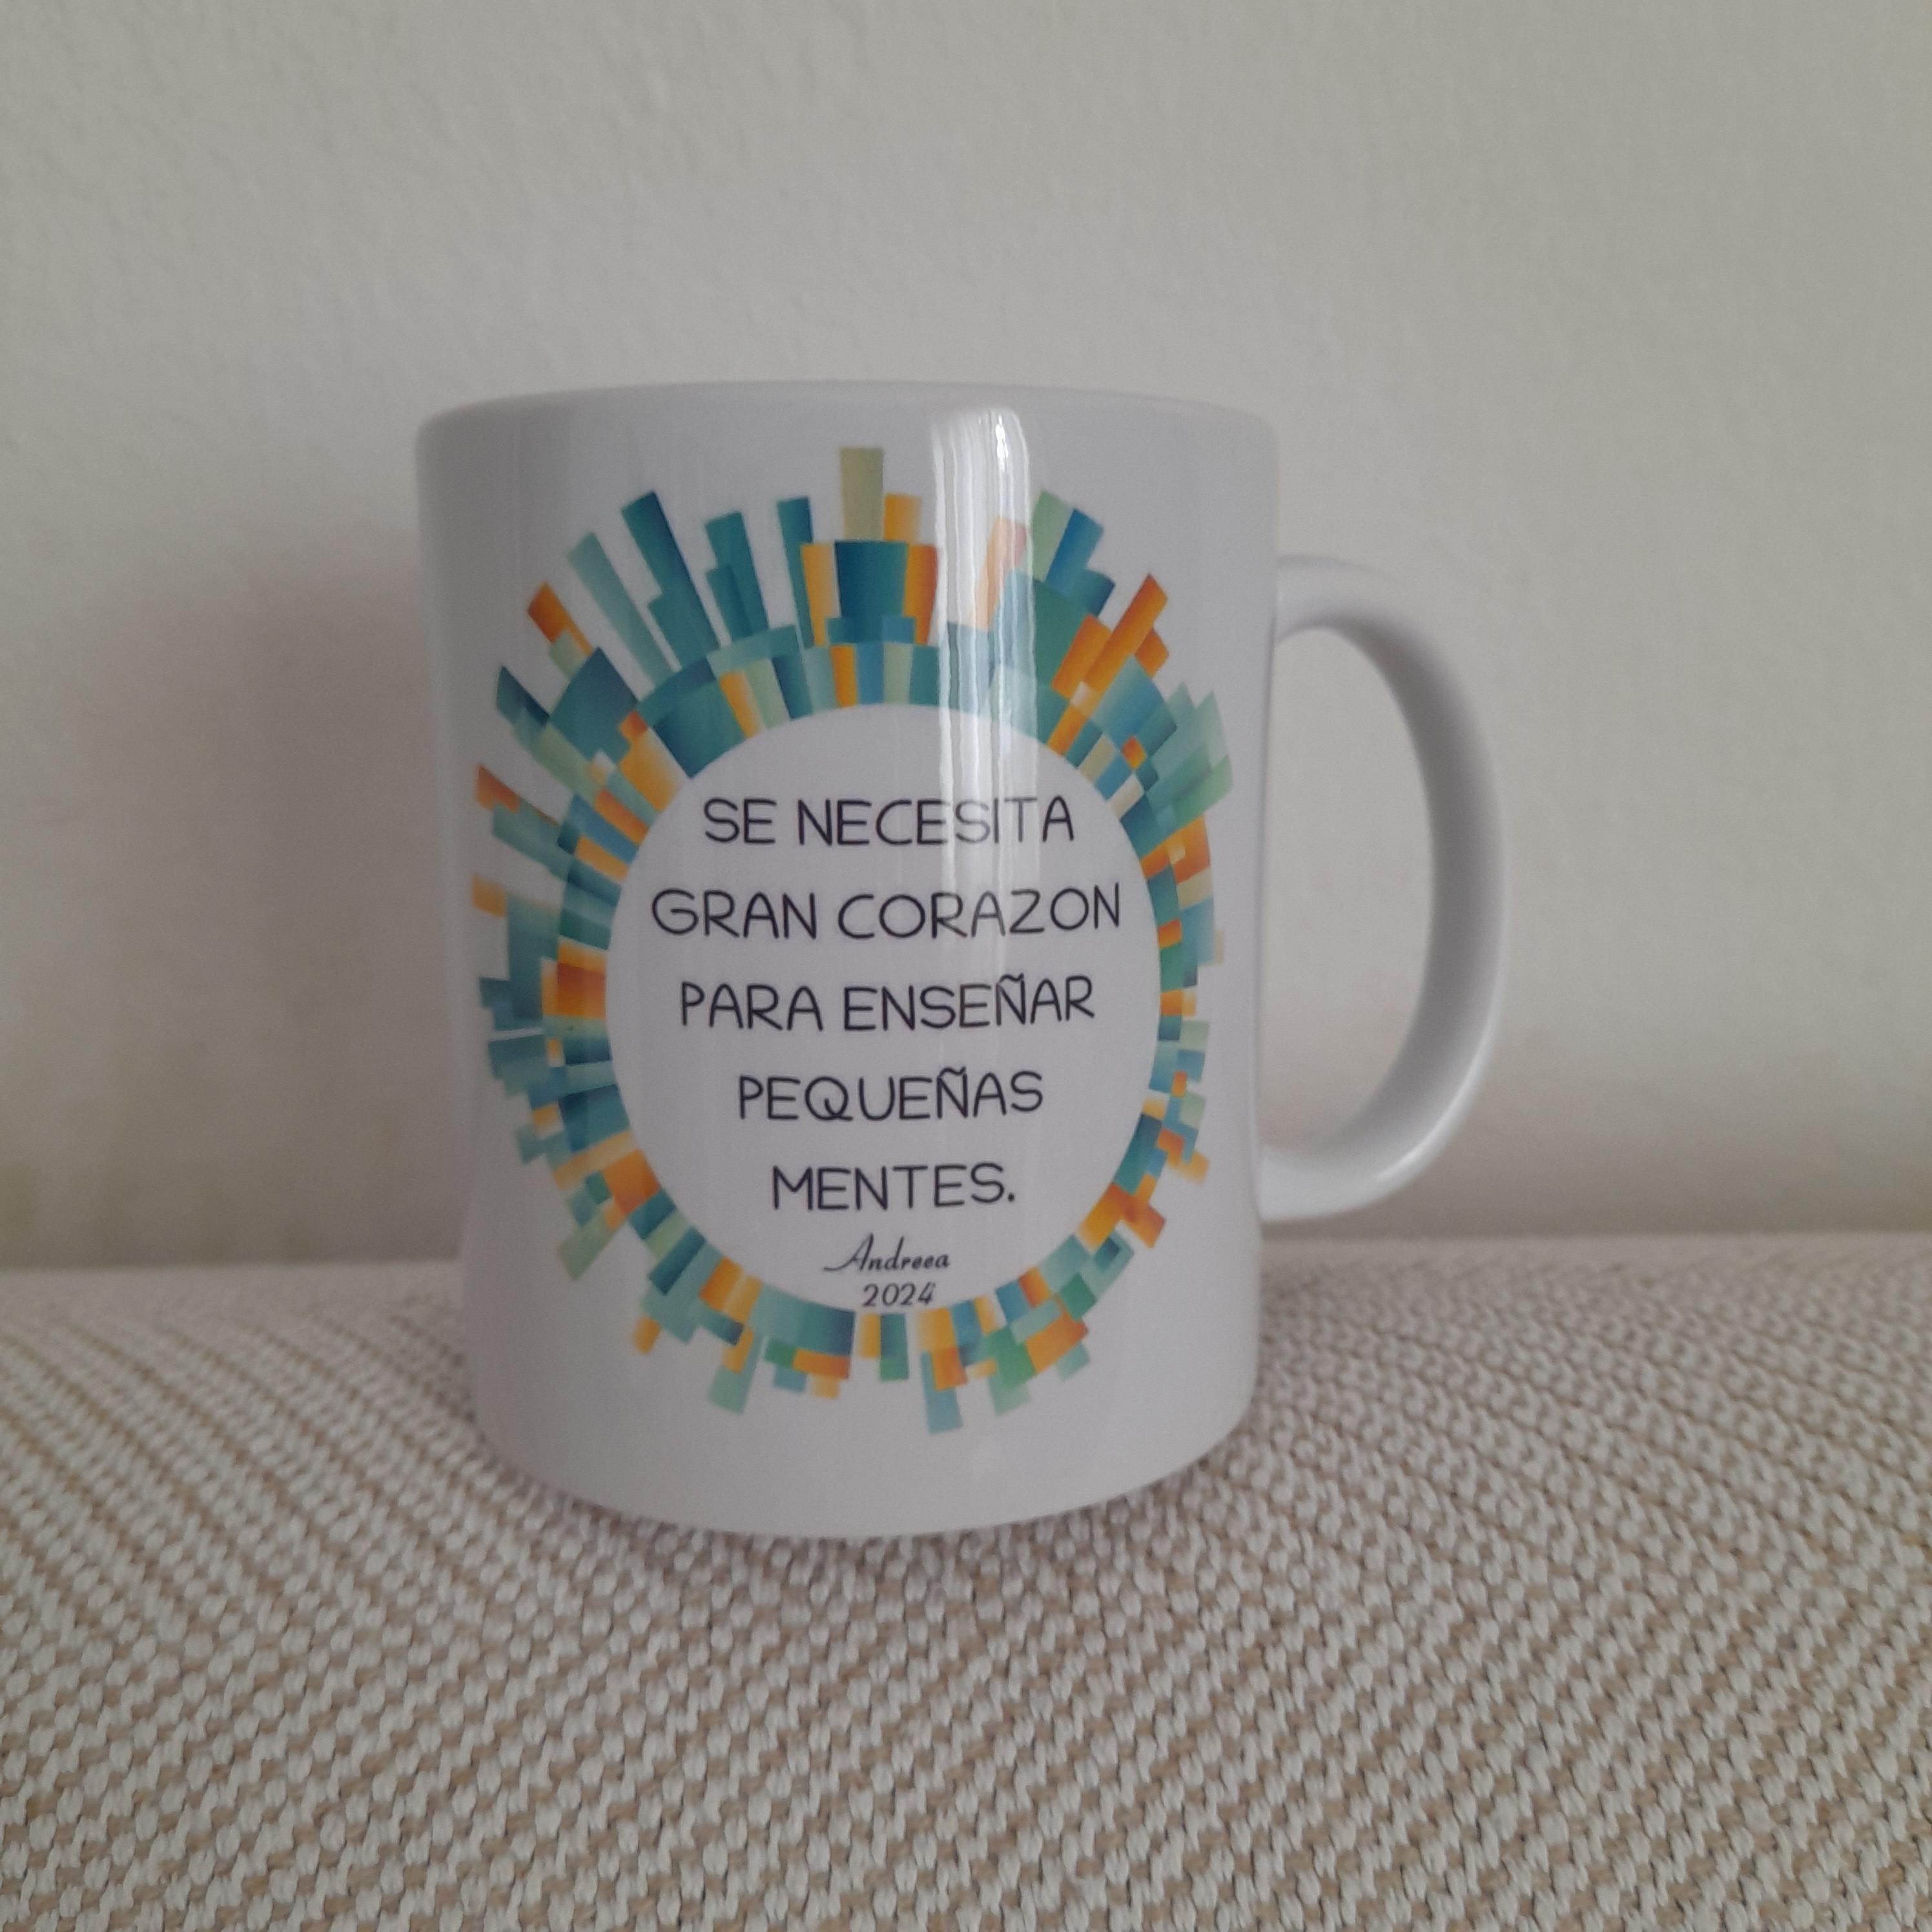 SE NECESITA
GRAN CORAZON
PARA ENSEÑAR
PEQUEÑAS
MENTES.
Andreea
2024